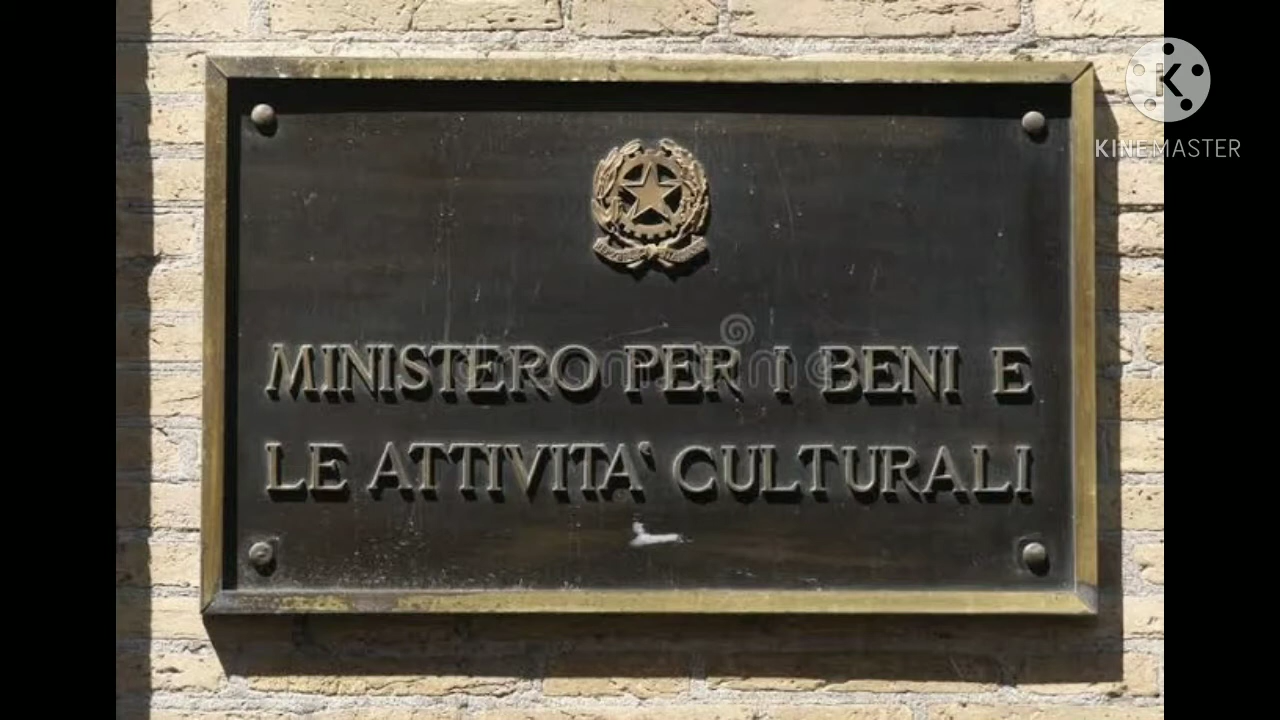 K
KINEMASTER
MINISTERO PER I BENI E
LE ATTIVITA' CULTURALI